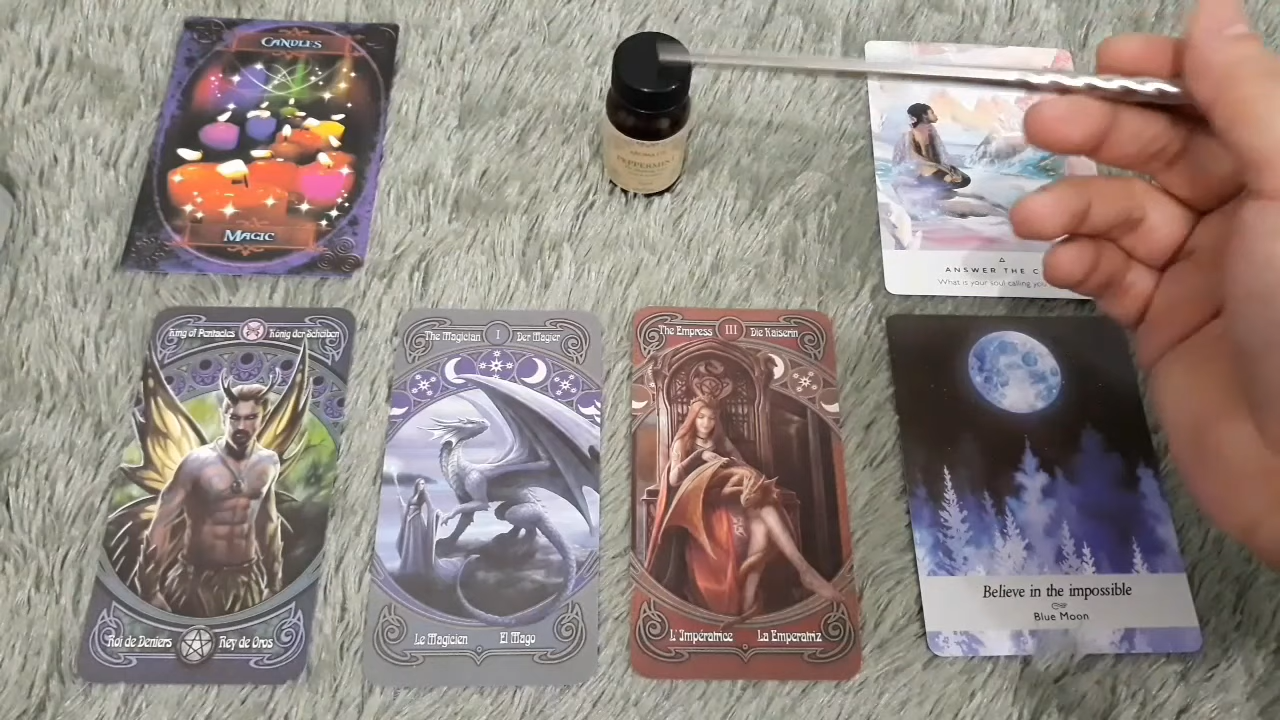 CANDLES
MAGIC
PEPPERMINT
ANSWER THE C
What is your soul calling you
King of Pentacles König der Scheiben
Roi de Deniers Rey de Oros
The Magician I Der Magier
Le Magicien El Mago
The Empress III Die Kaiserin
L'Impératrice La Emperatriz
Believe in the impossible
Blue Moon